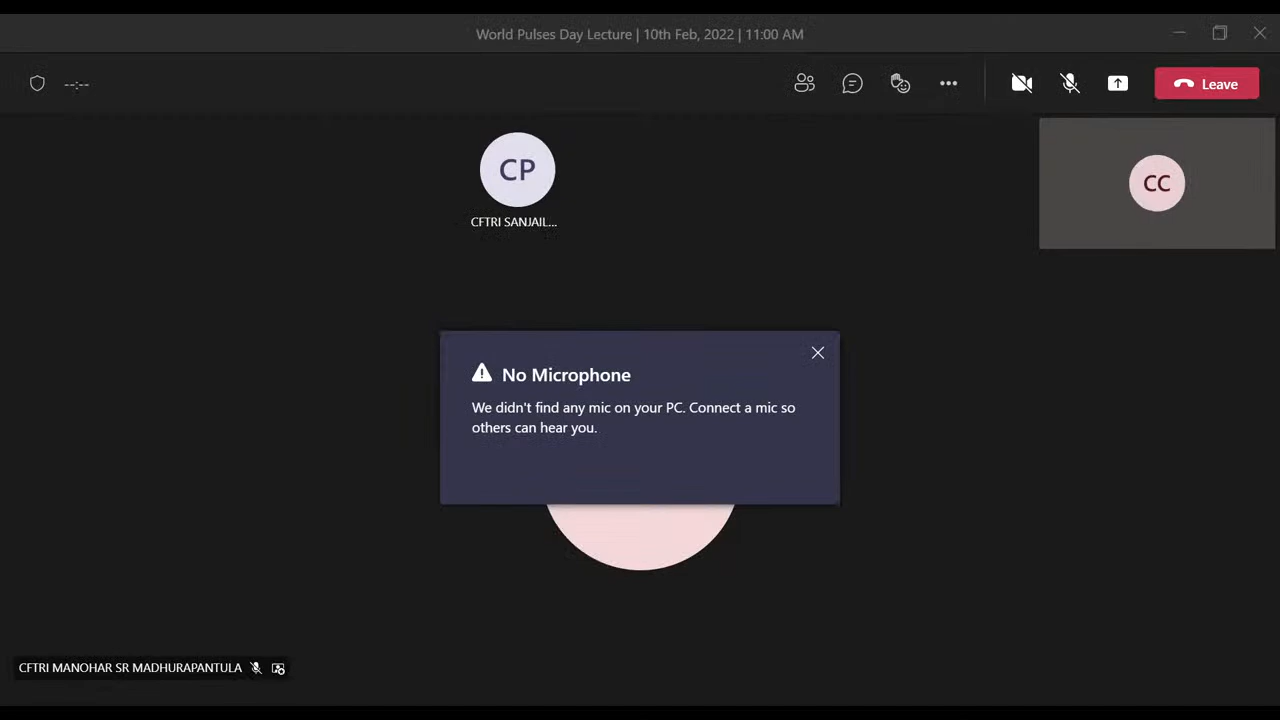 World Pulses Day Lecture | 10th Feb, 2022 | 11:00 AM
--:--
Leave
CP
CFTRI SANJAIL...
CC
No Microphone
We didn't find any mic on your PC. Connect a mic so
others can hear you.
CFTRI MANOHAR SR MADHURAPANTULA